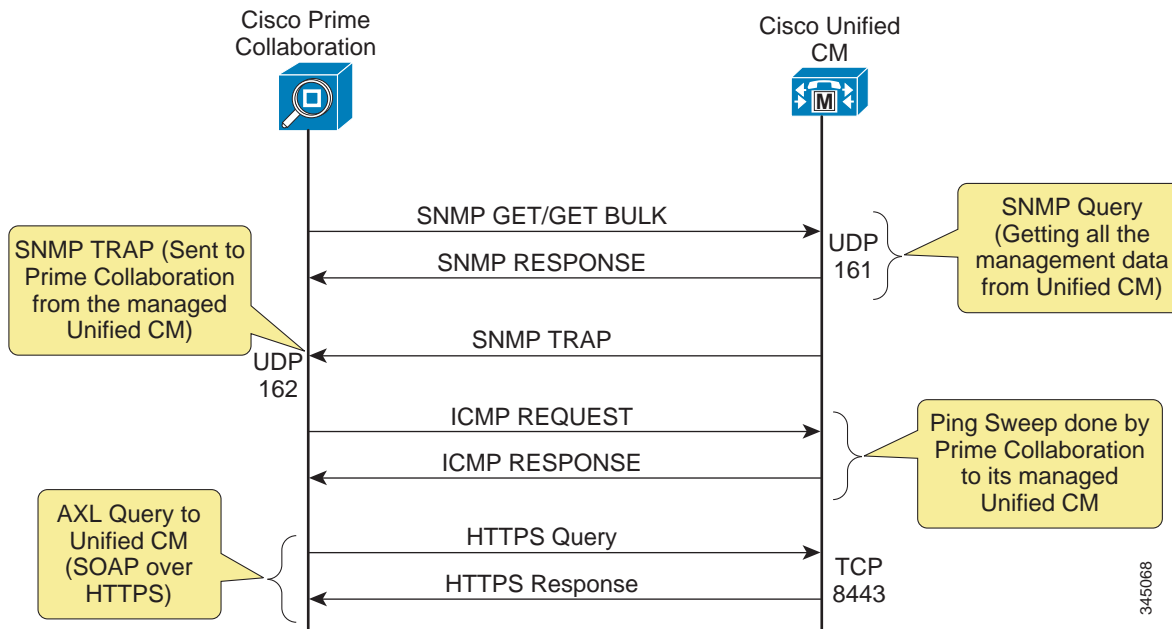 Cisco Prime
Collaboration
Cisco Unified
CM
M
SNMP GET/GET BULK
SNMP Query
(Getting all the
management data
from Unified CM)
UDP
161
SNMP TRAP (Sent to
Prime Collaboration
from the managed
Unified CM)
SNMP RESPONSE
SNMP TRAP
UDP
162
ICMP REQUEST
Ping Sweep done by
Prime Collaboration
to its managed
Unified CM
ICMP RESPONSE
AXL Query to
Unified CM
(SOAP over
HTTPS)
HTTPS Query
TCP
8443
HTTPS Response
345068